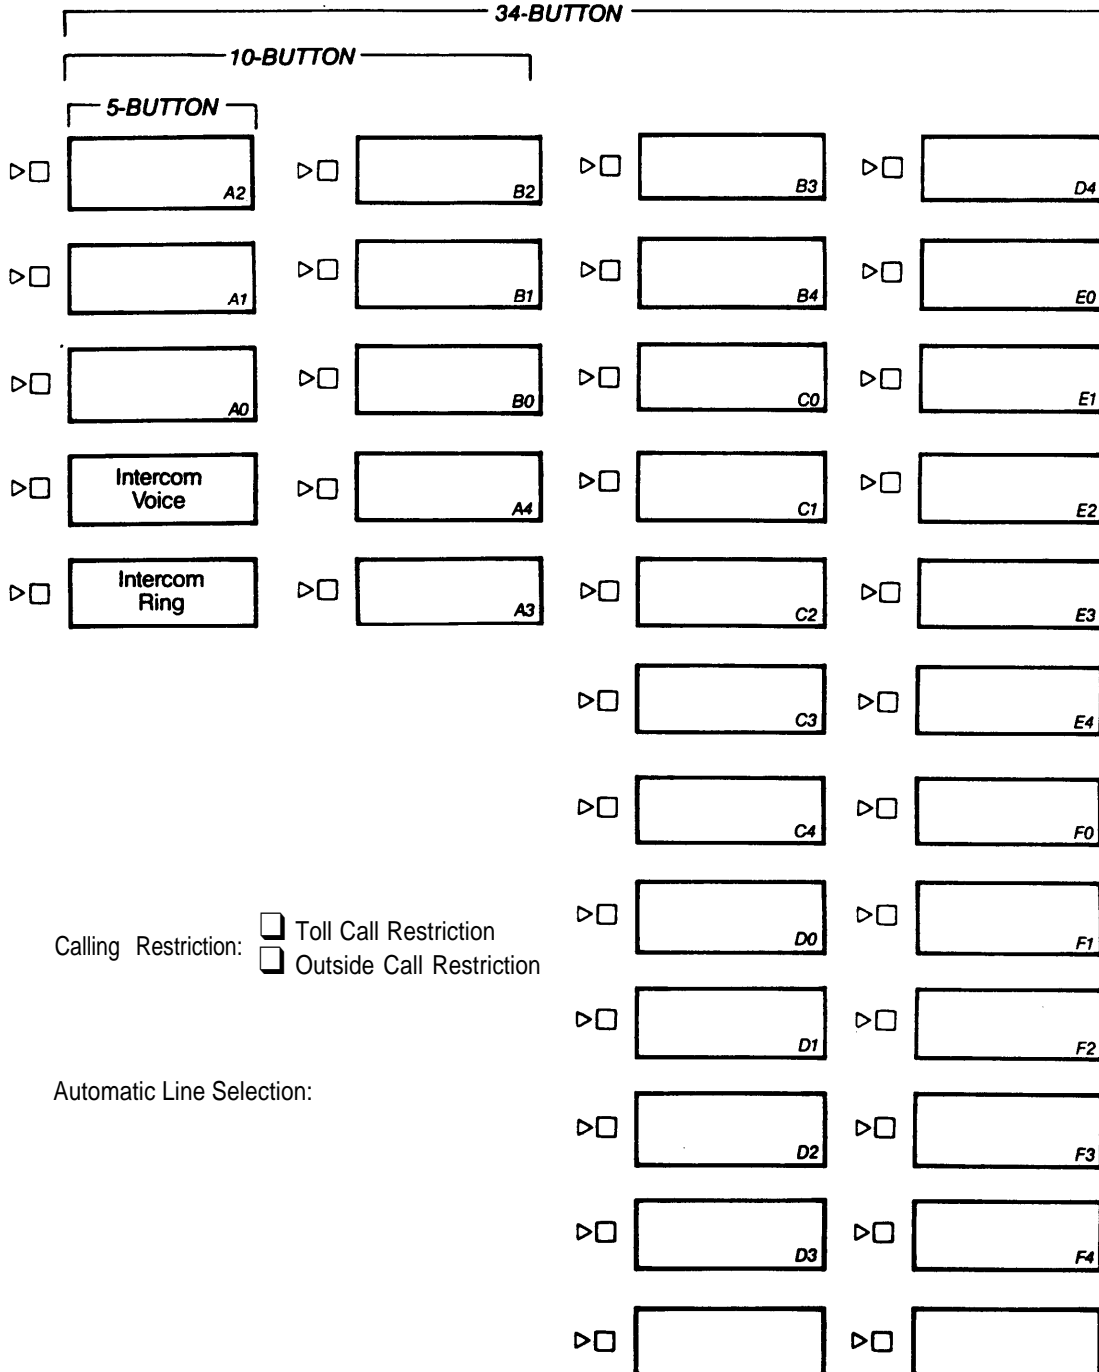 34-BUTTON
10-BUTTON
5-BUTTON
A2 B2 B3 D4
A1 B1 B4 E0
A0 B0 C0 E1
Intercom
Voice
A4 C1 E2
Intercom
Ring
A3 C2 E3
C3 E4
C4 F0
Calling Restriction:
Toll Call Restriction
Outside Call Restriction
D0 F1
D1 F2
Automatic Line Selection:
D2 F3
D3 F4